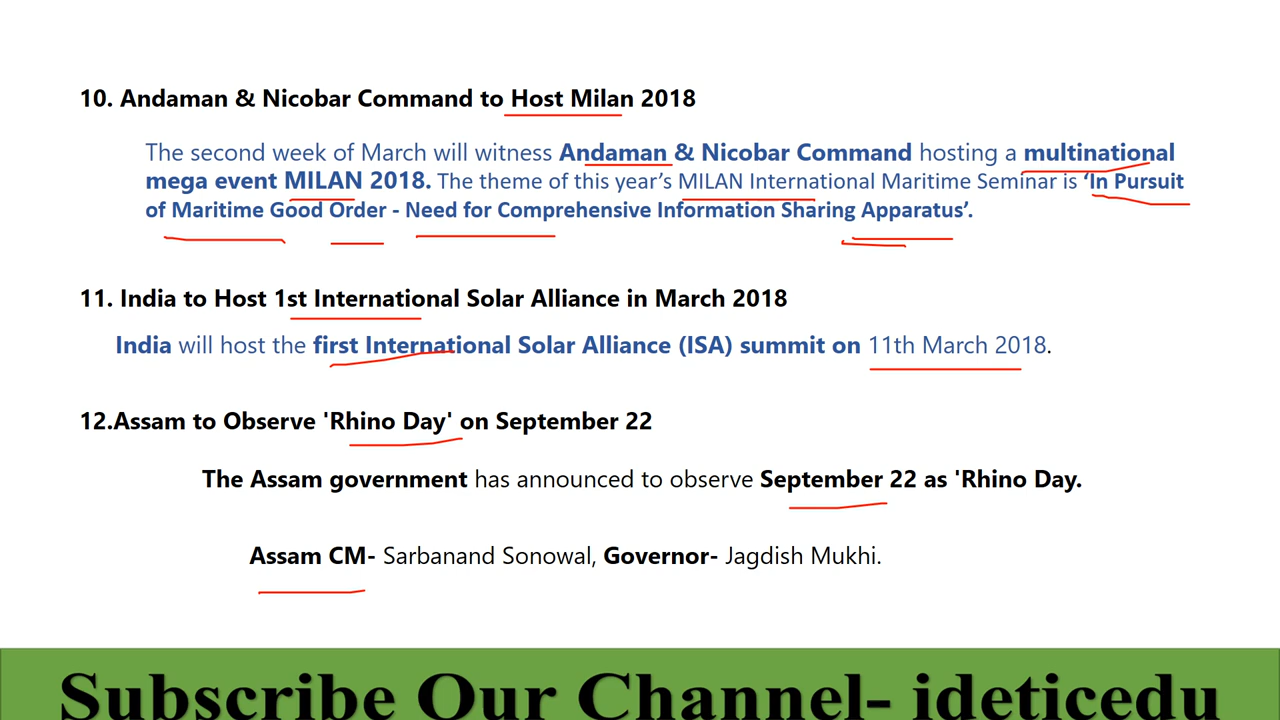 10. Andaman & Nicobar Command to Host Milan 2018
The second week of March will witness Andaman & Nicobar Command hosting a multinational
mega event MILAN 2018. The theme of this year's MILAN International Maritime Seminar is ‘In Pursuit
of Maritime Good Order - Need for Comprehensive Information Sharing Apparatus’.
11. India to Host 1st International Solar Alliance in March 2018
India will host the first International Solar Alliance (ISA) summit on 11th March 2018.
12.Assam to Observe 'Rhino Day' on September 22
The Assam government has announced to observe September 22 as 'Rhino Day.
Assam CM- Sarbanand Sonowal, Governor- Jagdish Mukhi.
Subscribe Our Channel- ideticedu